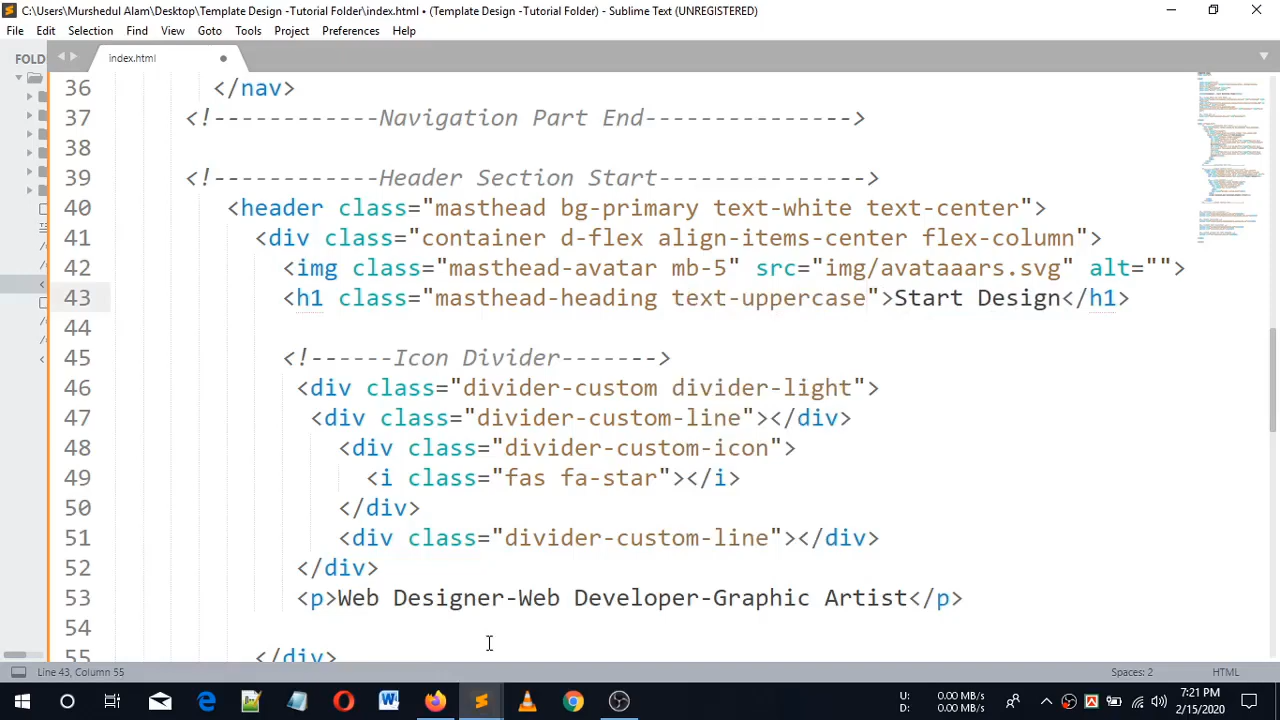 C:\Users\Murshedul Alam\Desktop\Template Design -Tutorial Folder\index.html • (Template Design -Tutorial Folder) - Sublime Text (UNREGISTERED)
File Edit Selection Find View Goto Tools Project Preferences Help
FOLD
index.html
36 </nav>
37 <!------------Navigation Part End--------------->
38
39 <!------------Header Section Start--------------->
40 <header class="masthead bg-primary text-white text-center">
41 <div class="container d-flex align-items-center flex-column">
42 <img class="masthead-avatar mb-5" src="img/avataaars.svg" alt="">
43 <h1 class="masthead-heading text-uppercase">Start Design</h1>
44
45 <!------Icon Divider------->
46 <div class="divider-custom divider-light">
47 <div class="divider-custom-line"></div>
48 <div class="divider-custom-icon">
49 <i class="fas fa-star"></i>
50 </div>
51 <div class="divider-custom-line"></div>
52 </div>
53 <p>Web Designer-Web Developer-Graphic Artist</p>
54
55 </div>
Line 43, Column 55 Spaces: 2 HTML
U: 0.00 MB/s
D: 0.00 MB/s
7:21 PM
2/15/2020